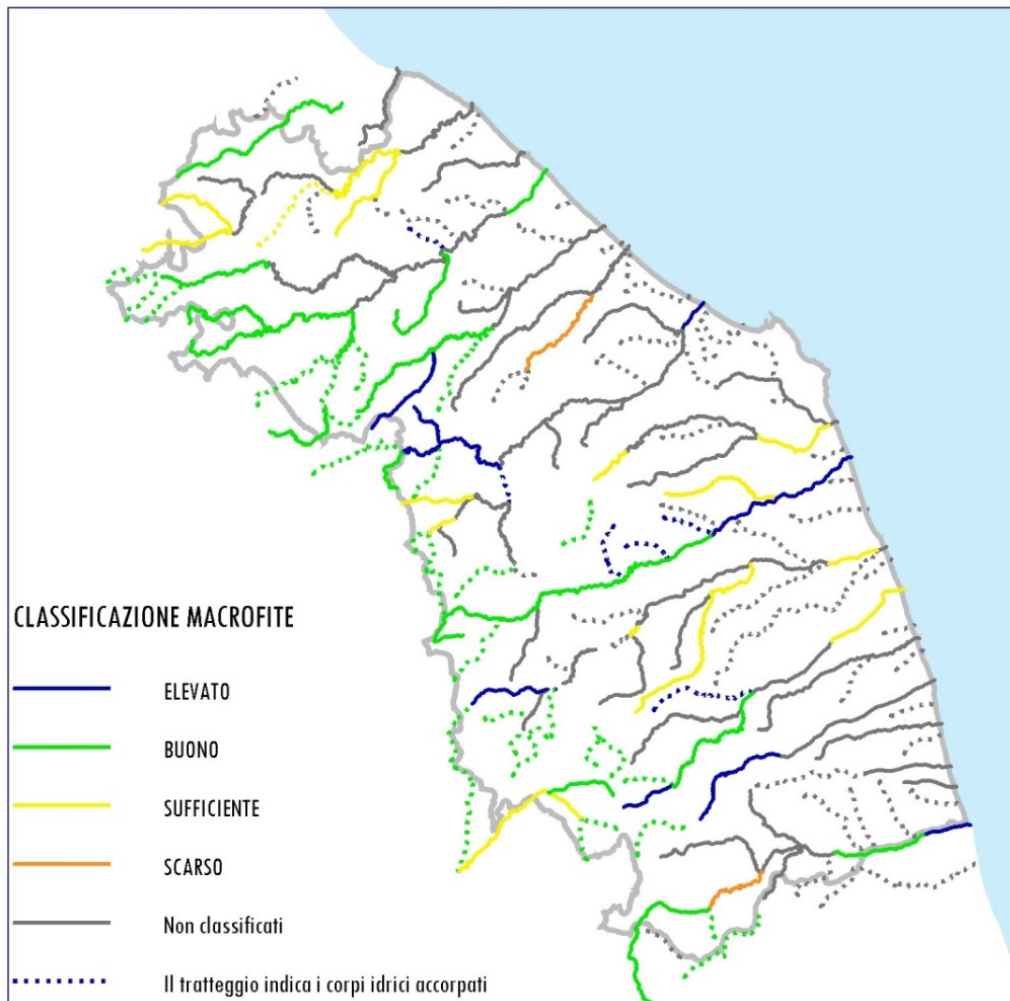 CLASSIFICAZIONE MACROFITE
ELEVATO
BUONO
SUFFICIENTE
SCARSO
Non classificati
Il tratteggio indica i corpi idrici accorpati